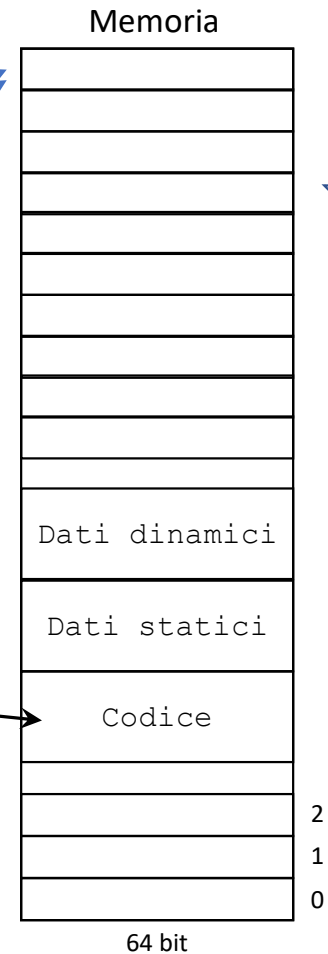 Memoria
Dati dinamici
Dati statici
Codice
2
1
0
64 bit